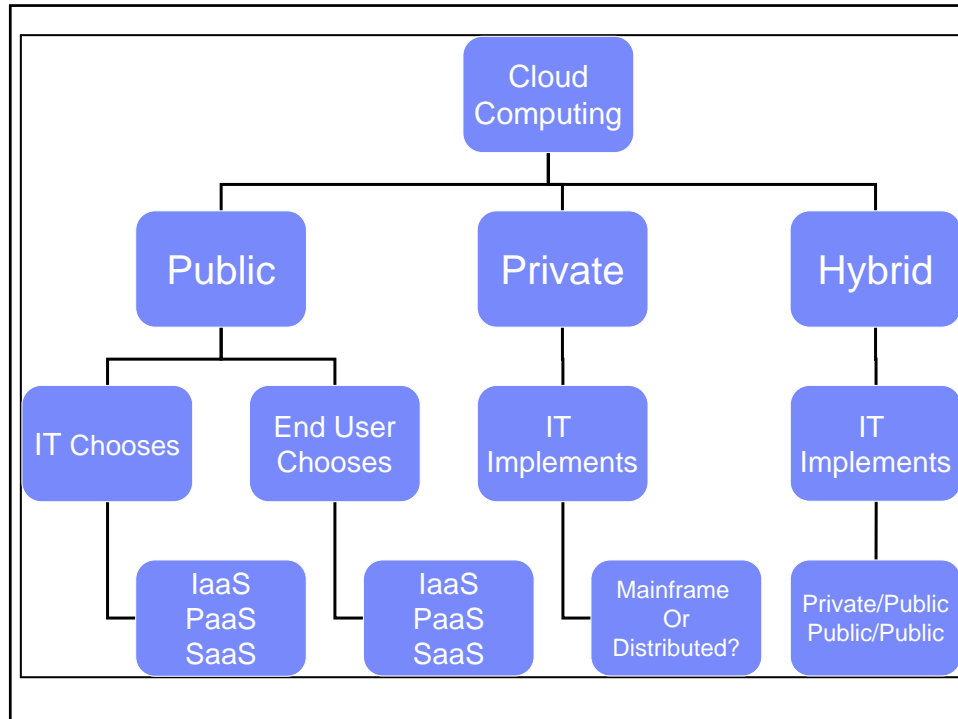 Cloud
Computing
Public
Private
Hybrid
IT Chooses
End User
Chooses
IT
Implements
IT
Implements
IaaS
PaaS
SaaS
IaaS
PaaS
SaaS
Mainframe
Or
Distributed?
Private/Public
Public/Public